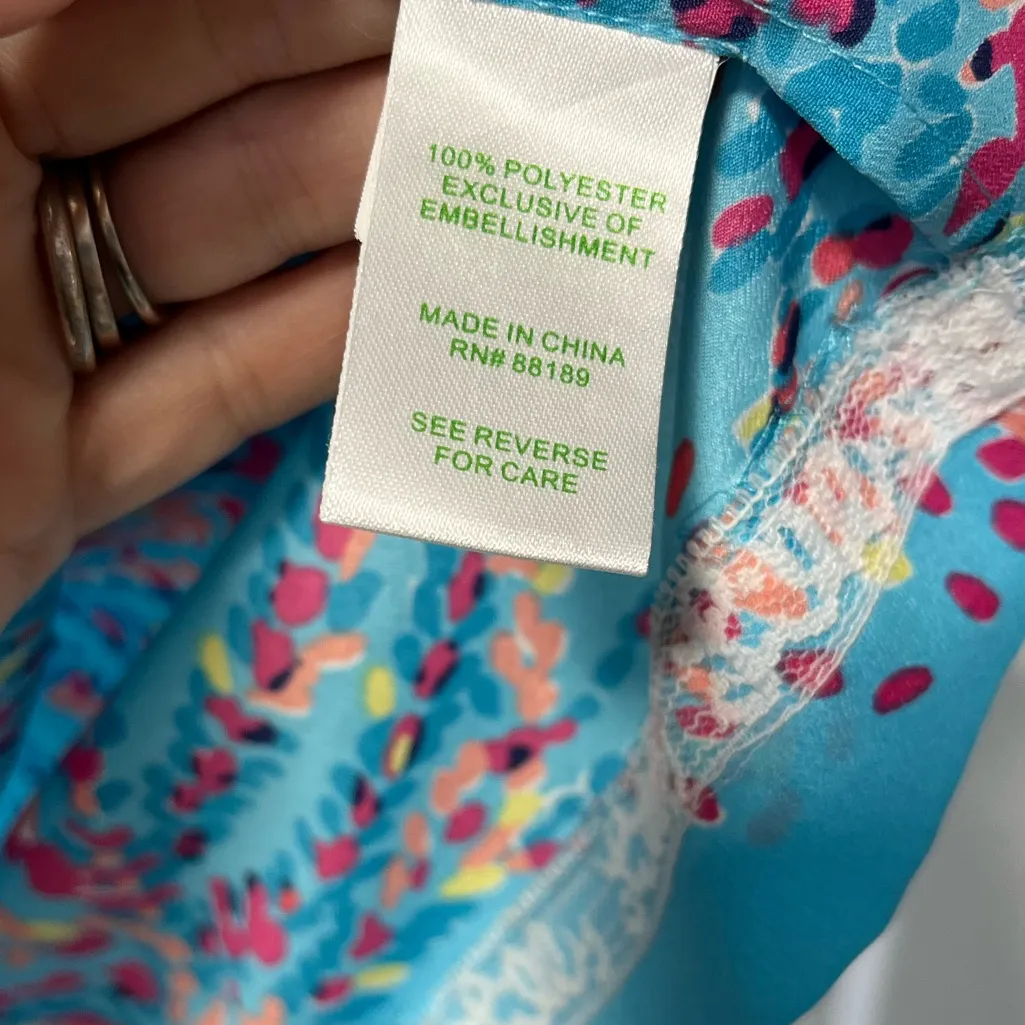 100% POLYESTER
EXCLUSIVE OF
EMBELLISHMENT
MADE IN CHINA
RN# 88189
SEE REVERSE
FOR CARE